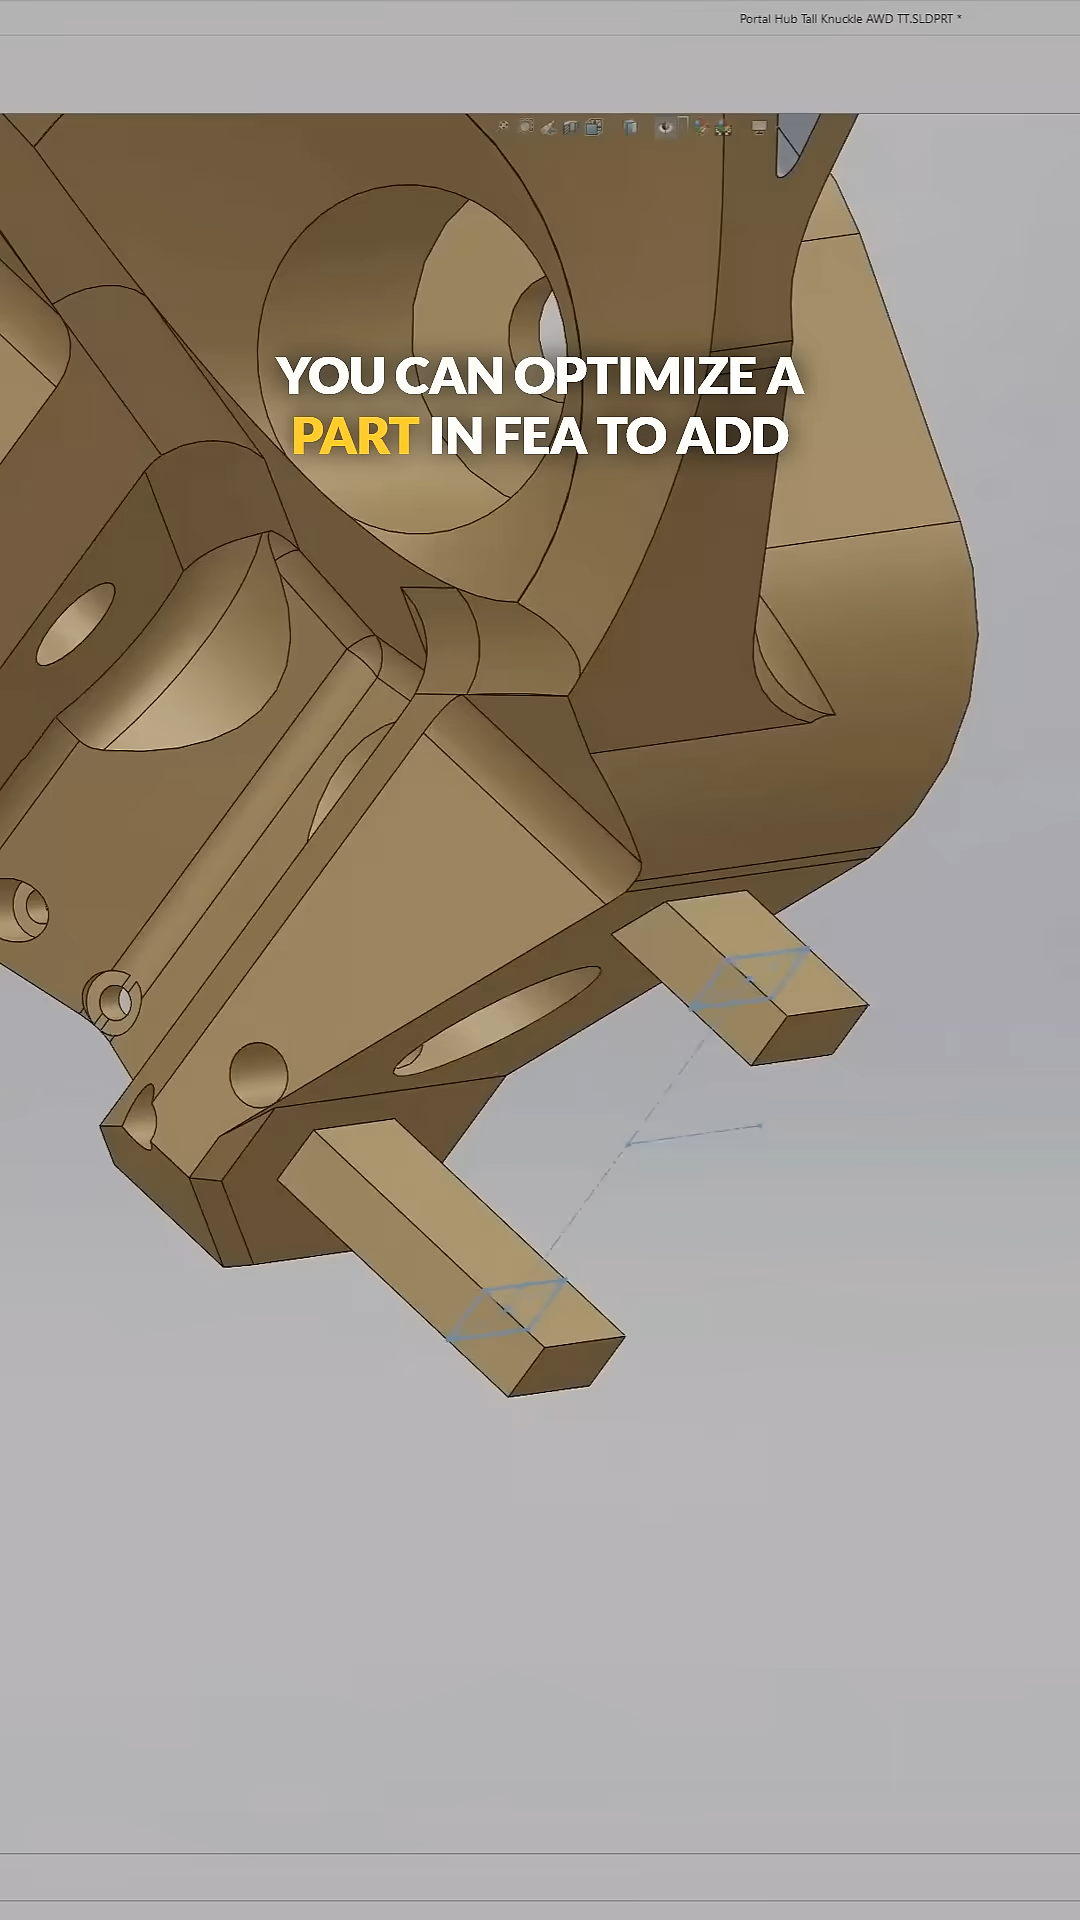 Portal Hub Tall Knuckle AWD TT.SLDPRT *
YOU CAN OPTIMIZE A
PART IN FEA TO ADD